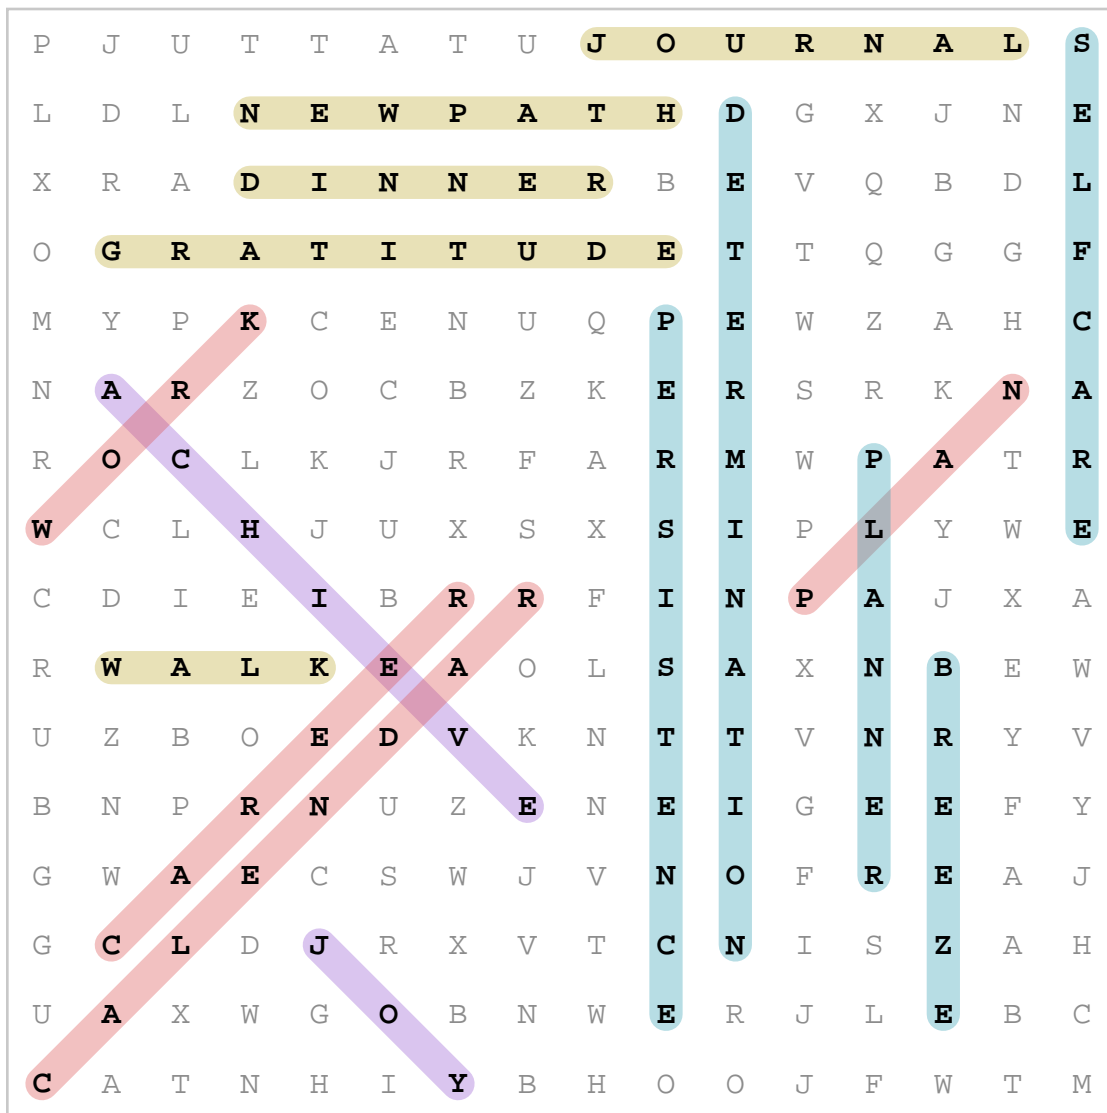 P J U T T A T U J O U R N A L S
L D L N E W P A T H D G X J N E
X R A D I N N E R B E V Q B D L
O G R A T I T U D E T T Q G G F
M Y P K C E N U Q P E W Z A H C
N A R Z O C B Z K E R S R K N A
R O C L K J R F A R M W P A T R
W C L H J U X S X S I P L Y W E
C D I E I B R R F I N P A J X A
R W A L K E A O L S A X N B E W
U Z B O E D V K N T T V N R Y V
B N P R N U Z E N E I G E E F Y
G W A E C S W J V N O F R E A J
G C L D J R X V T C N I S Z A H
U A X W G O B N W E R J L E B C
C A T N H I Y B H O O J F W T M